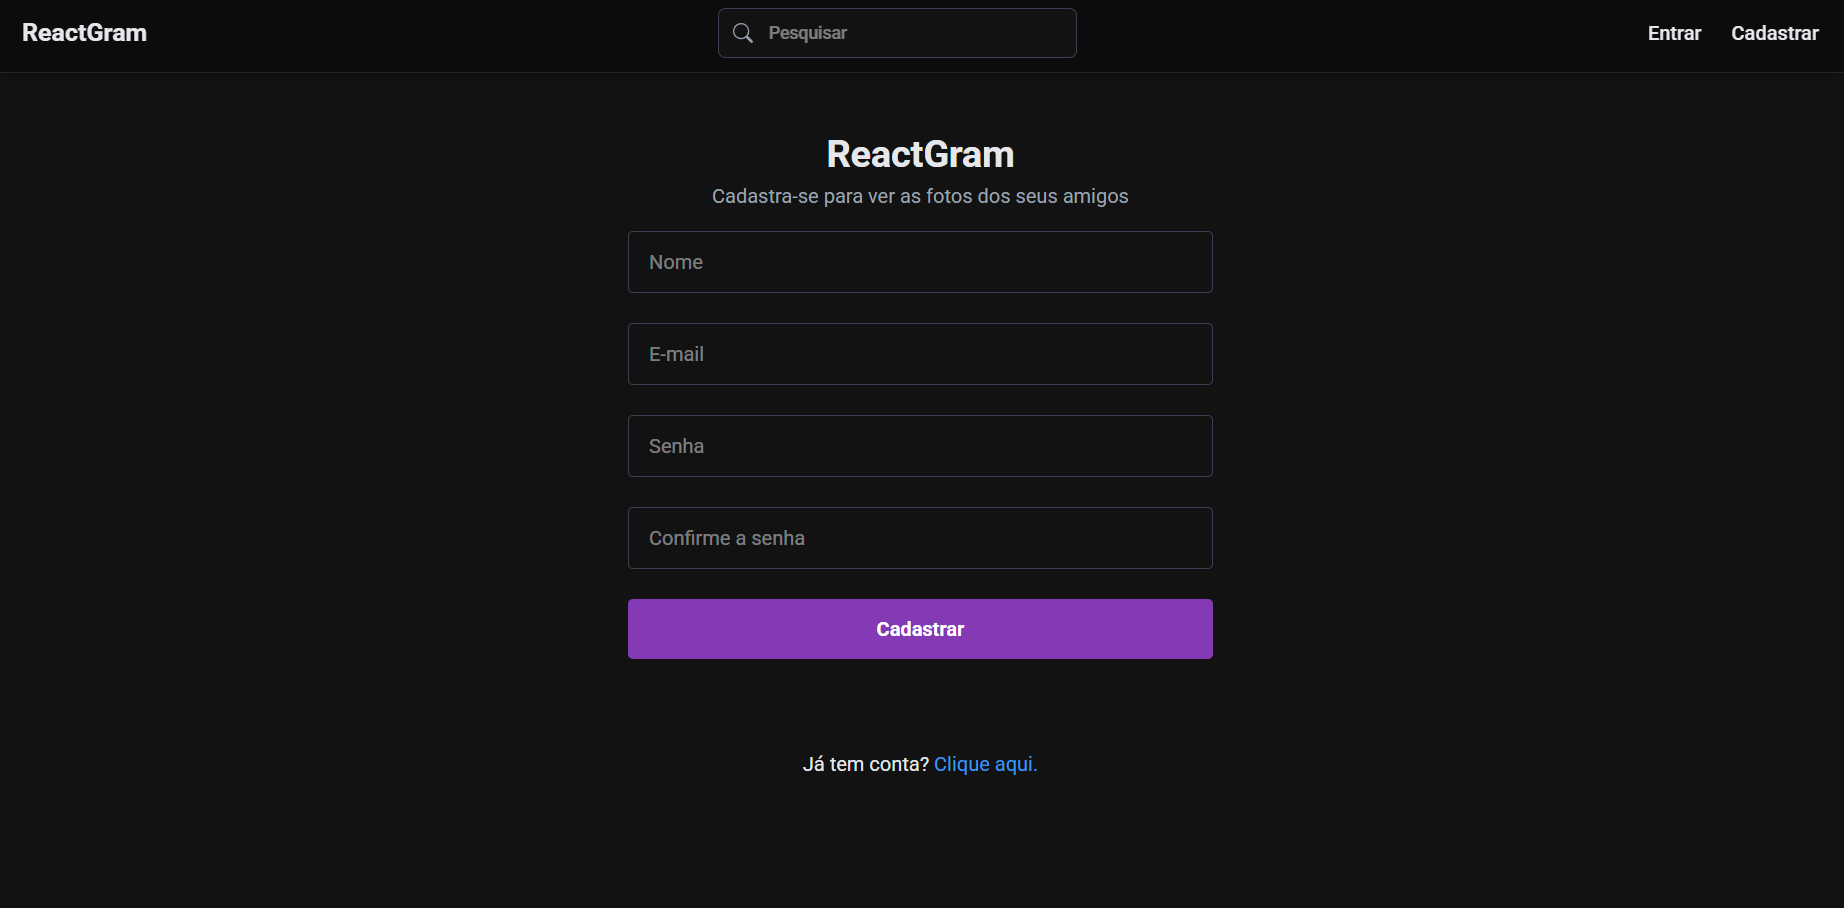 ReactGram
Pesquisar
Entrar
Cadastrar
ReactGram
Cadastra-se para ver as fotos dos seus amigos
Nome
E-mail
Senha
Confirme a senha
Cadastrar
Já tem conta? Clique aqui.